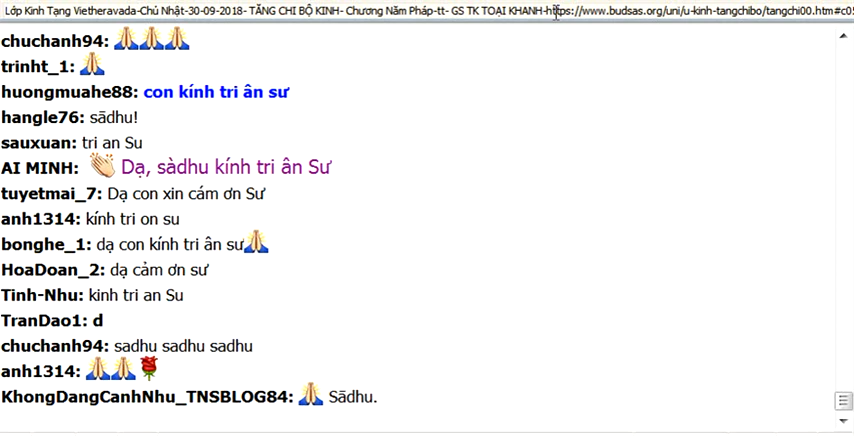 Lớp Kinh Tạng Vietheravada-Chủ Nhật-30-09-2018- TĂNG CHI BỘ KINH- Chương Năm Pháp-tt- GS TK TOẠI KHANH-https://www.budsas.org/uni/u-kinh-tangchibo/tangchi00.htm#c05
chuchanh94: 🙏🙏🙏
trinht_1: 🙏
huongmuahe88: con kính tri ân sư
hangle76: sādhu!
sauxuan: tri an Su
AI MINH: 👏 Dạ, sàdhu kính tri ân Sư
tuyetmai_7: Dạ con xin cám ơn Sư
anh1314: kính tri on su
bonghe_1: dạ con kính tri ân sư🙏
HoaDoan_2: dạ cảm ơn sư
Tinh-Nhu: kinh tri an Su
TranDao1: d
chuchanh94: sadhu sadhu sadhu
anh1314: 🙏🙏🌹
KhongDangCanhNhu_TNSBLOG84: 🙏 Sādhu.